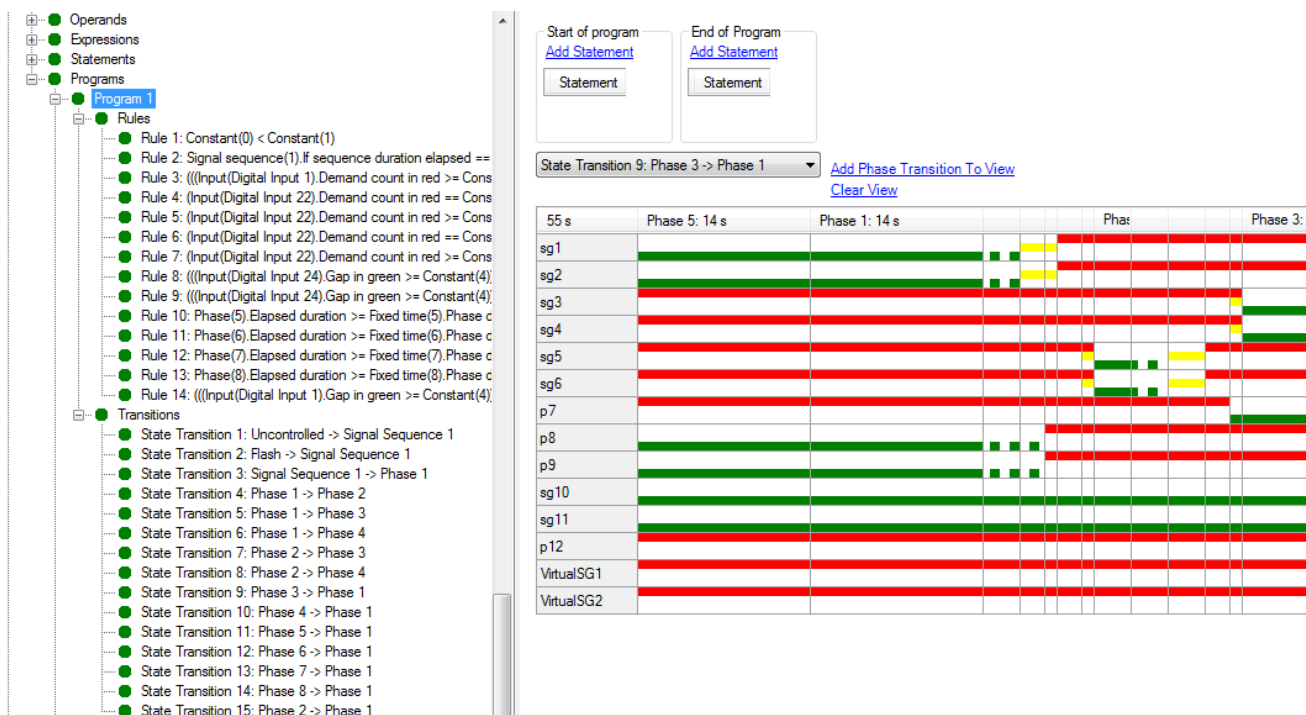 Operands
Expressions
Statements
Programs
Program 1
Rules
Rule 1: Constant(0) < Constant(1)
Rule 2: Signal sequence(1).If sequence duration elapsed ==
Rule 3: (((Input(Digital Input 1).Demand count in red >= Cons
Rule 4: (Input(Digital Input 22).Demand count in red == Cons
Rule 5: (Input(Digital Input 22).Demand count in red >= Cons
Rule 6: (Input(Digital Input 22).Demand count in red == Cons
Rule 7: (Input(Digital Input 22).Demand count in red >= Cons
Rule 8: (((Input(Digital Input 24).Gap in green >= Constant(4))
Rule 9: (((Input(Digital Input 24).Gap in green >= Constant(4))
Rule 10: Phase(5).Elapsed duration >= Fixed time(5).Phase d
Rule 11: Phase(6).Elapsed duration >= Fixed time(6).Phase d
Rule 12: Phase(7).Elapsed duration >= Fixed time(7).Phase d
Rule 13: Phase(8).Elapsed duration >= Fixed time(8).Phase d
Rule 14: (((Input(Digital Input 1).Gap in green >= Constant(4))
Transitions
State Transition 1: Uncontrolled -> Signal Sequence 1
State Transition 2: Flash -> Signal Sequence 1
State Transition 3: Signal Sequence 1 -> Phase 1
State Transition 4: Phase 1 -> Phase 2
State Transition 5: Phase 1 -> Phase 3
State Transition 6: Phase 1 -> Phase 4
State Transition 7: Phase 2 -> Phase 3
State Transition 8: Phase 2 -> Phase 4
State Transition 9: Phase 3 -> Phase 1
State Transition 10: Phase 4 -> Phase 1
State Transition 11: Phase 5 -> Phase 1
State Transition 12: Phase 6 -> Phase 1
State Transition 13: Phase 7 -> Phase 1
State Transition 14: Phase 8 -> Phase 1
State Transition 15: Phase 2 -> Phase 1
Start of program End of Program
Add Statement Add Statement
Statement Statement
State Transition 9: Phase 3 -> Phase 1 Add Phase Transition To View
Clear View
55 s Phase 5: 14 s Phase 1: 14 s Phas Phase 3:
sg1
sg2
sg3
sg4
sg5
sg6
p7
p8
p9
sg10
sg11
p12
VirtualSG1
VirtualSG2